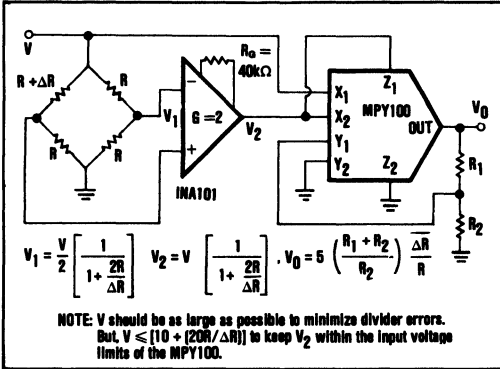 V
R + ΔR
R
R
R
V₁
−
G = 2
+
INA101
R_G = 40kΩ
V₂
X₁
X₂
Y₁
Y₂
Z₁
MPY100
OUT
Z₂
V_O
R₁
R₂
V₁ = V/2 [1/(1 + 2R/ΔR)] V₂ = V [1/(1 + 2R/ΔR)] , V_O = 5 ((R₁ + R₂)/R₂) ΔR/R
NOTE: V should be as large as possible to minimize divider errors.
But, V ⩽ [10 + (20R/ΔR)] to keep V₂ within the input voltage
limits of the MPY100.